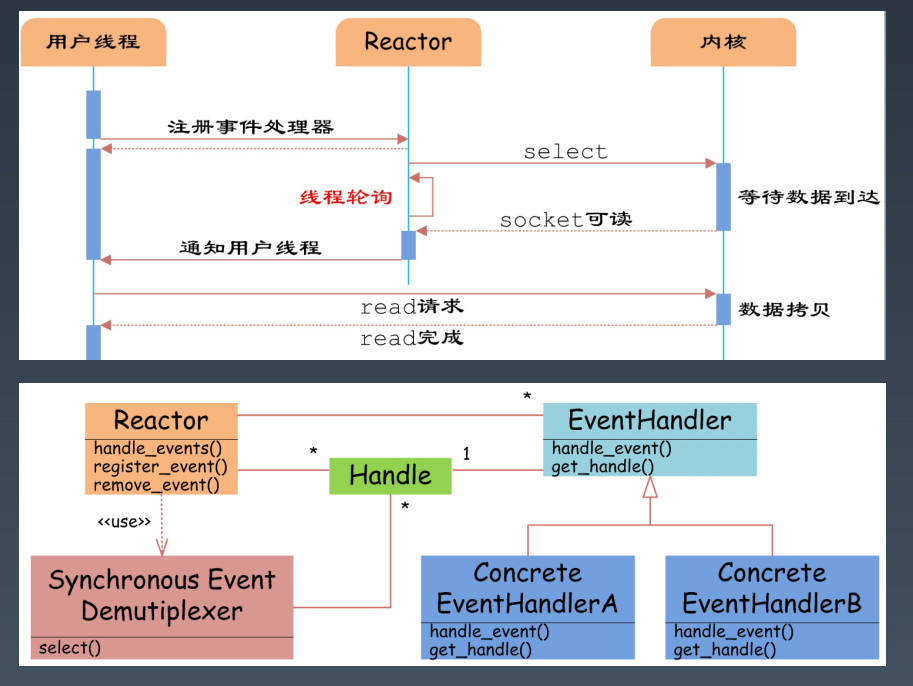 用户线程
Reactor
内核
注册事件处理器
select
线程轮询
等待数据到达
socket可读
通知用户线程
read请求
数据拷贝
read完成
Reactor
handle_events()
register_event()
remove_event()
*
EventHandler
handle_event()
get_handle()
*
Handle
1
*
<<use>>
Synchronous Event
Demutiplexer
select()
Concrete
EventHandlerA
handle_event()
get_handle()
Concrete
EventHandlerB
handle_event()
get_handle()